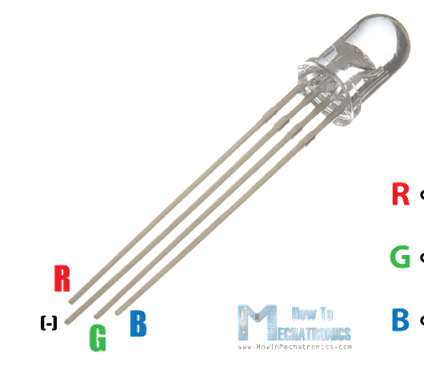 R
R
G
(-)
G
B
How To
MECHATRONICS
www.HowToMechatronics.com
B